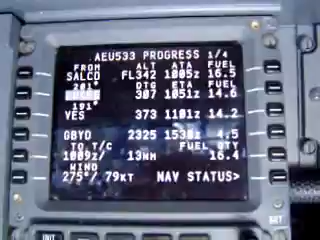 AEU533 PROGRESS 1/4
FROM ALT ATA FUEL
SALCO FL342 1005z 16.5
201° DTG ETA FUEL
307 1051z 14.6
191°
YES 373 1101z 14.2
GBYD 2325 1538z 4.5
TO T/C FUEL QTY
1009z/ 13NM 16.4
WIND
275°/ 79KT NAV STATUS>